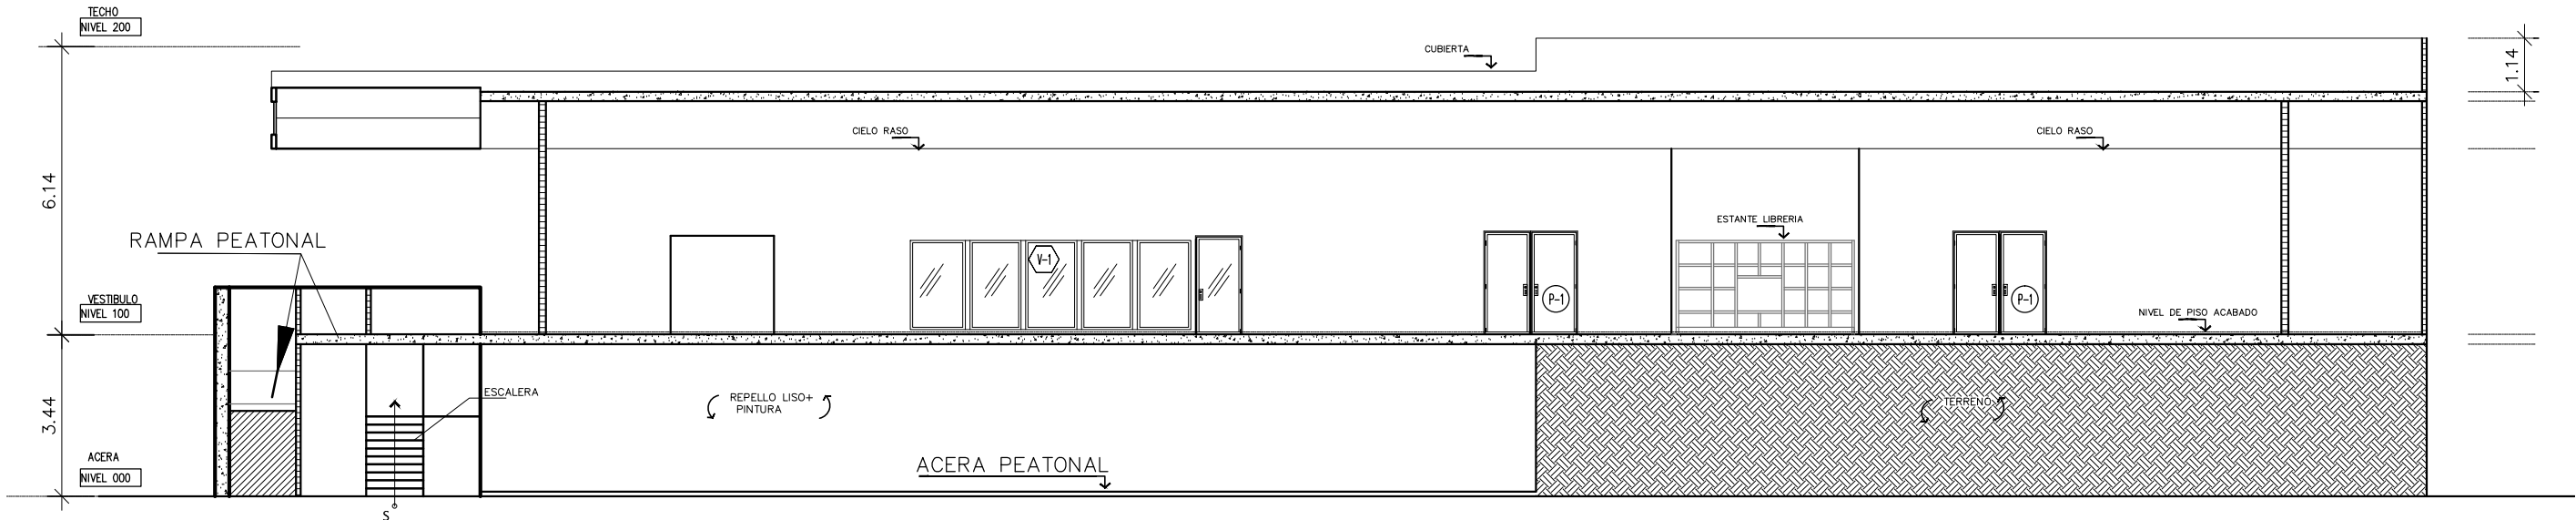 TECHO
NIVEL 200
CUBIERTA
1.14
CIELO RASO
CIELO RASO
6.14
ESTANTE LIBRERIA
RAMPA PEATONAL
V-1
P-1
P-1
VESTIBULO
NIVEL 100
NIVEL DE PISO ACABADO
ESCALERA
REPELLO LISO+
PINTURA
TERRENO
3.44
ACERA
NIVEL 000
ACERA PEATONAL
S